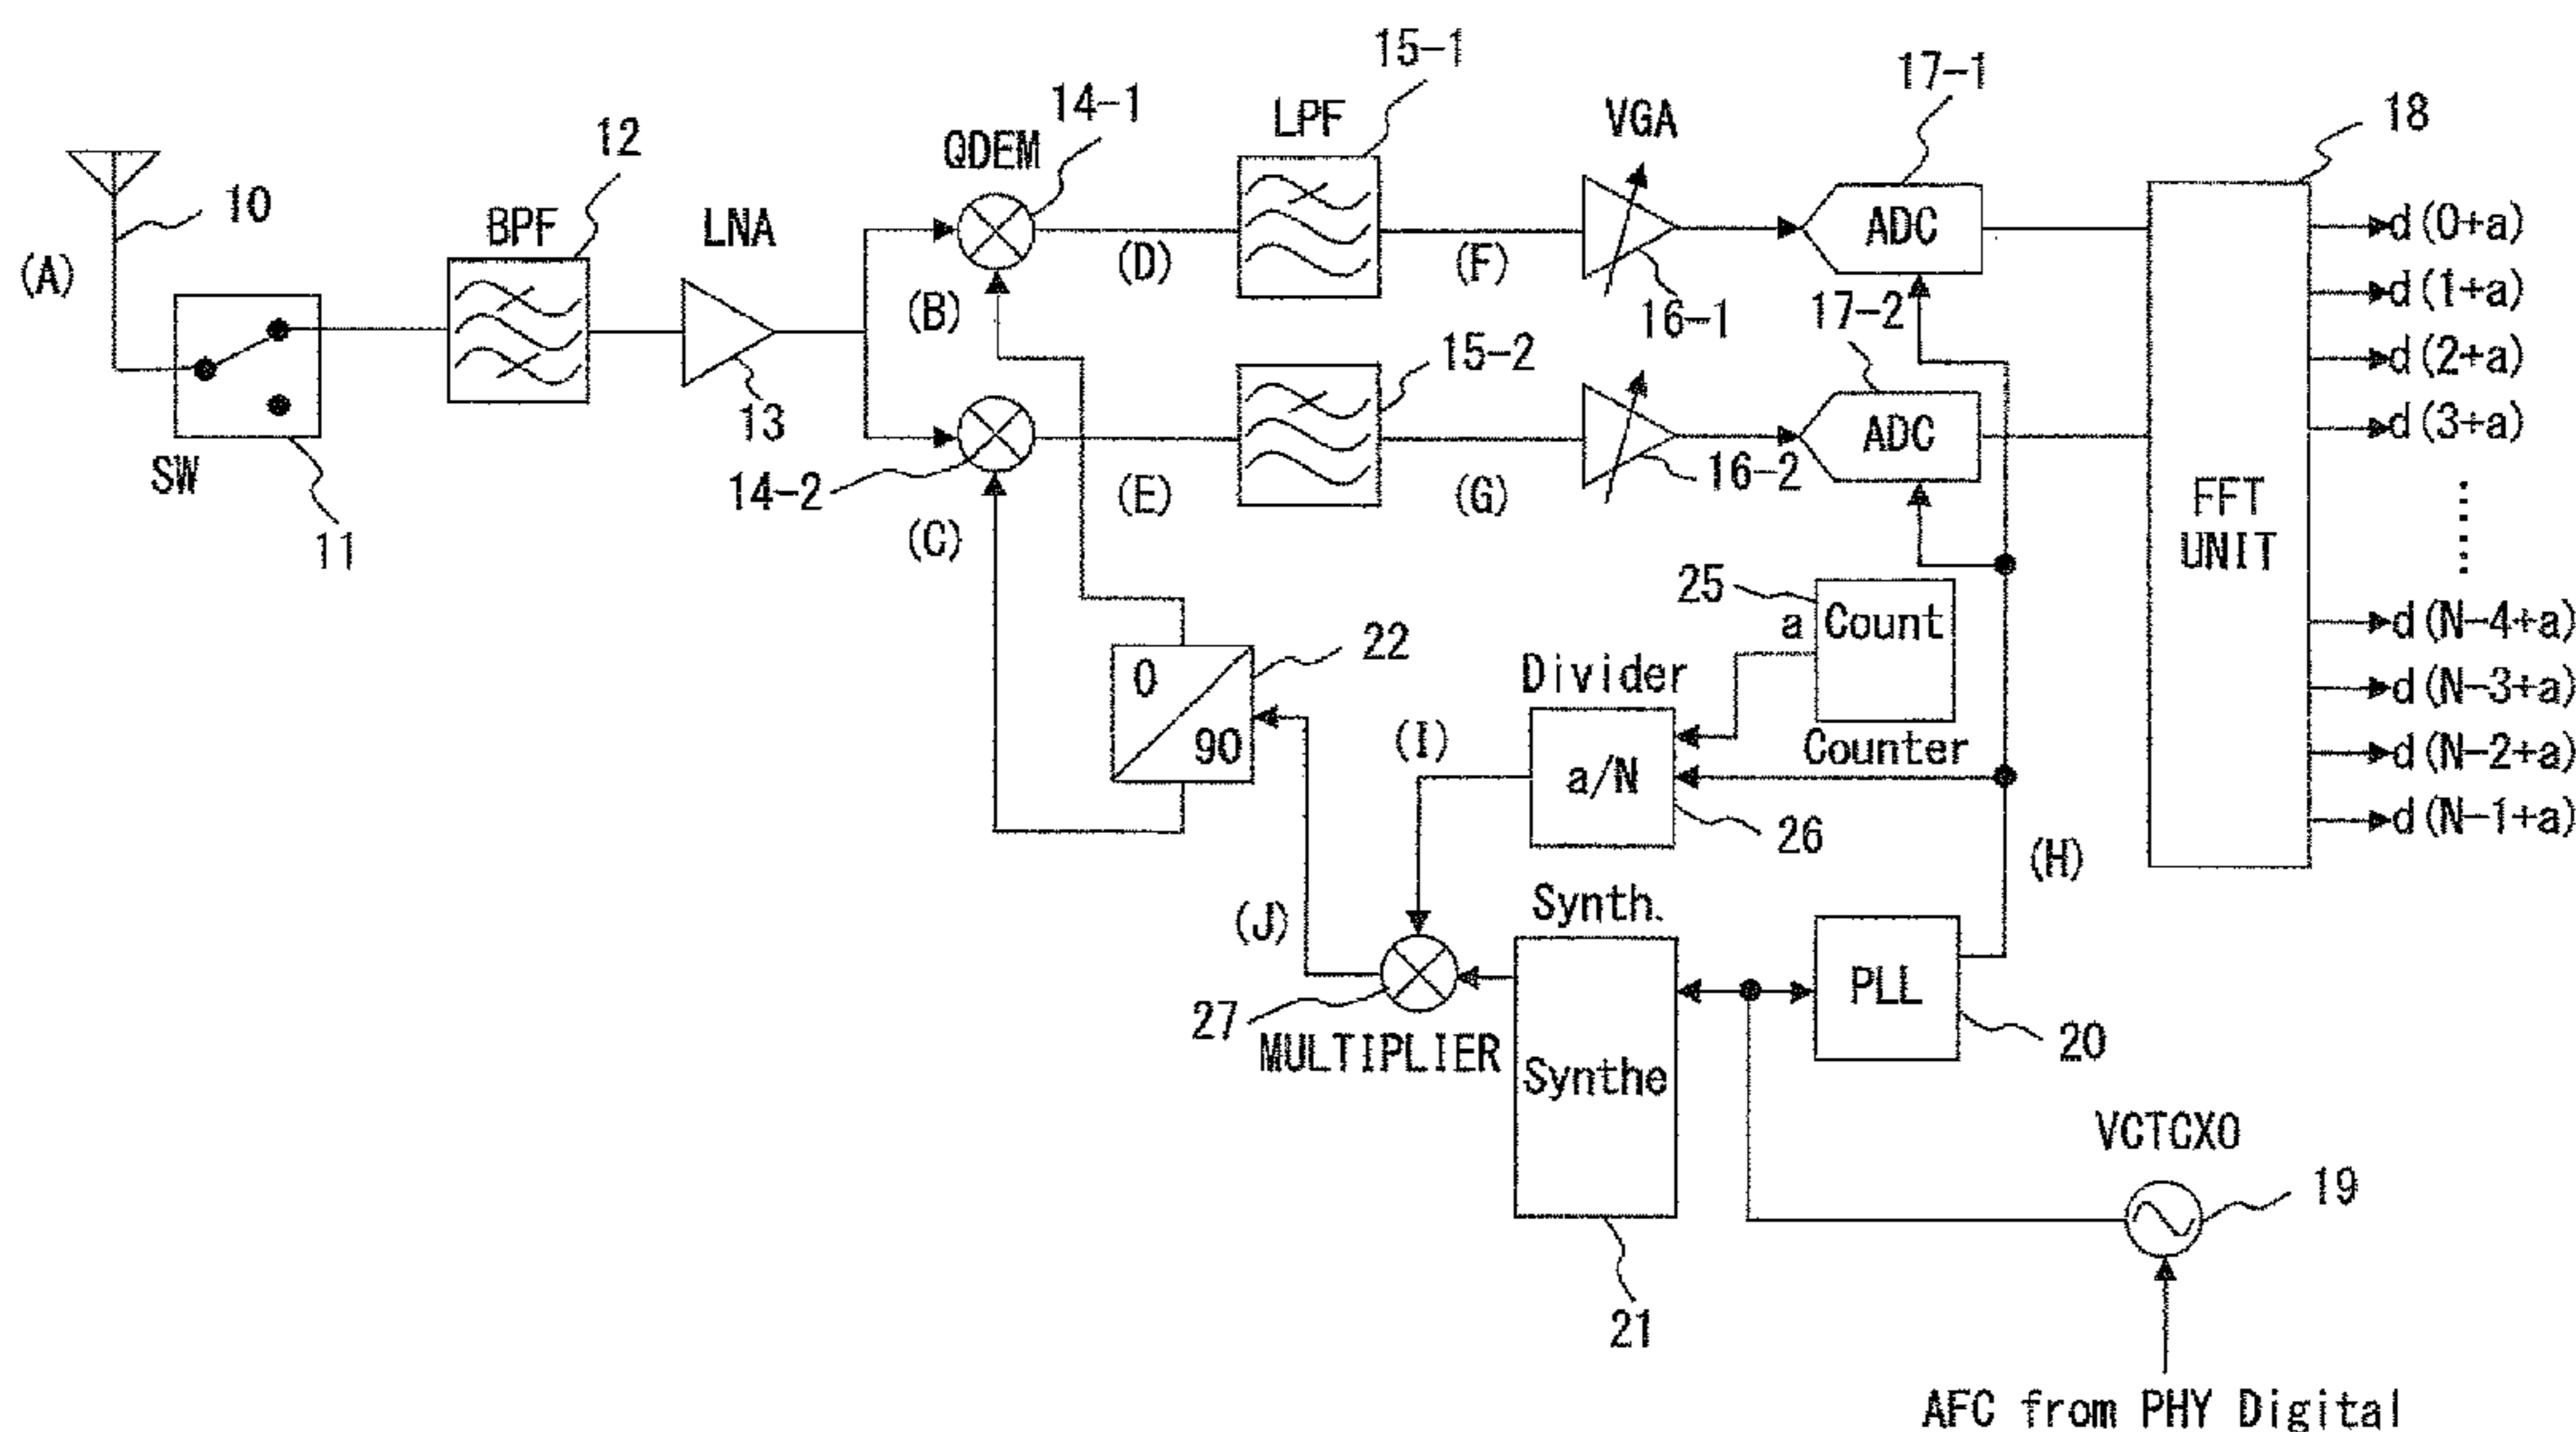 15-1
17-1
14-1
LPF
VGA
18
12
QDEM
10
BPF
LNA
ADC
d(0+a)
(A)
(B)
(D)
(F)
16-1
17-2
d(1+a)
15-2
d(2+a)
13
ADC
d(3+a)
SW
14-2
16-2
(C)
(E)
(G)
FFT
UNIT
11
25
a
Count
22
Divider
d(N-4+a)
0
90
(I)
a/N
Counter
26
d(N-3+a)
d(N-2+a)
d(N-1+a)
(H)
(J)
Synth.
PLL
27
MULTIPLIER
Synthe
20
VCTCXO
19
21
AFC from PHY Digital